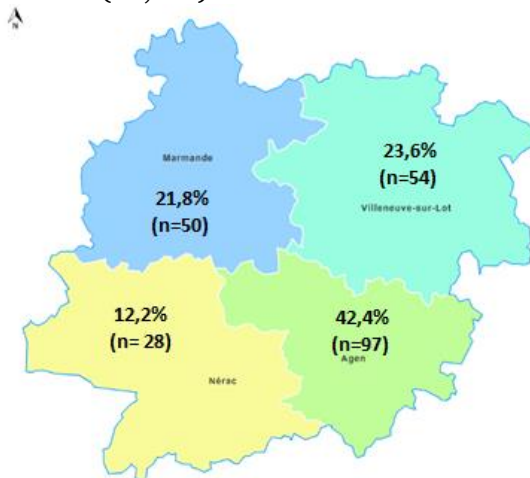 N
Marmande
21,8%
(n=50)
23,6%
(n=54)
Villeneuve-sur-Lot
12,2%
(n= 28)
Nérac
42,4%
(n=97)
Agen